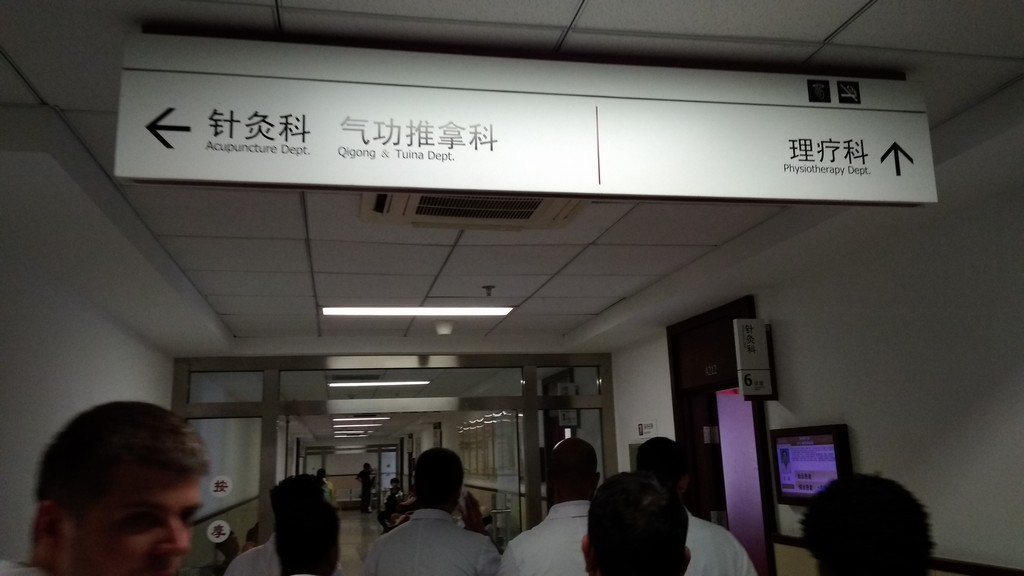 针灸科 气功推拿科
Acupuncture Dept. Qigong & Tuina Dept.
理疗科
Physiotherapy Dept.
针灸科
6